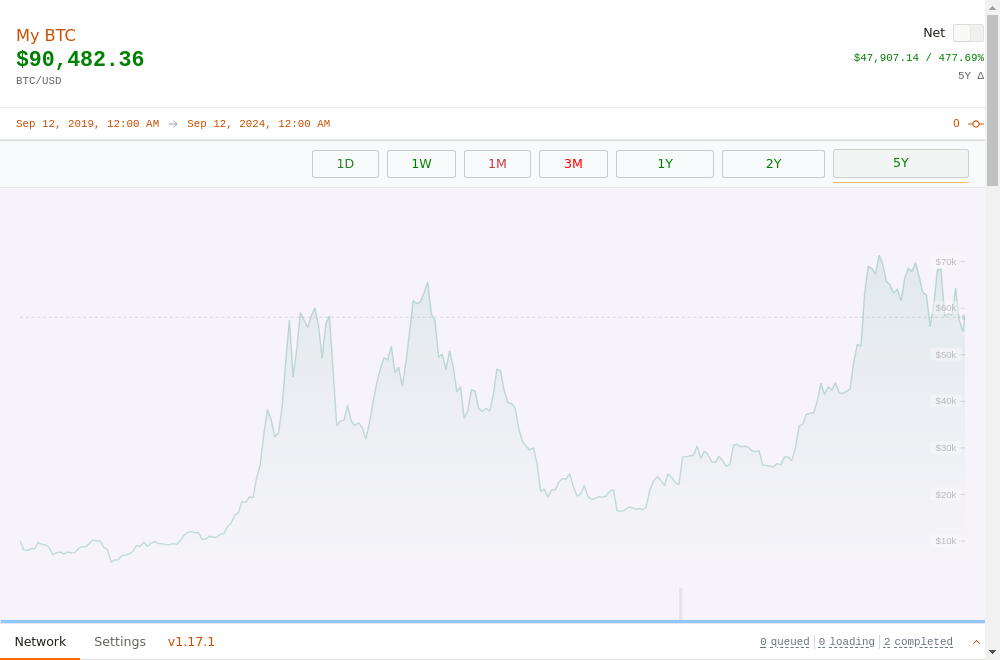 My BTC
$90,482.36
BTC/USD
Net
$47,907.14 / 477.69%
5Y Δ
Sep 12, 2019, 12:00 AM → Sep 12, 2024, 12:00 AM
0
1D 1W 1M 3M 1Y 2Y 5Y
$70k
$60k
$50k
$40k
$30k
$20k
$10k
Network Settings v1.17.1
0 queued 0 loading 2 completed